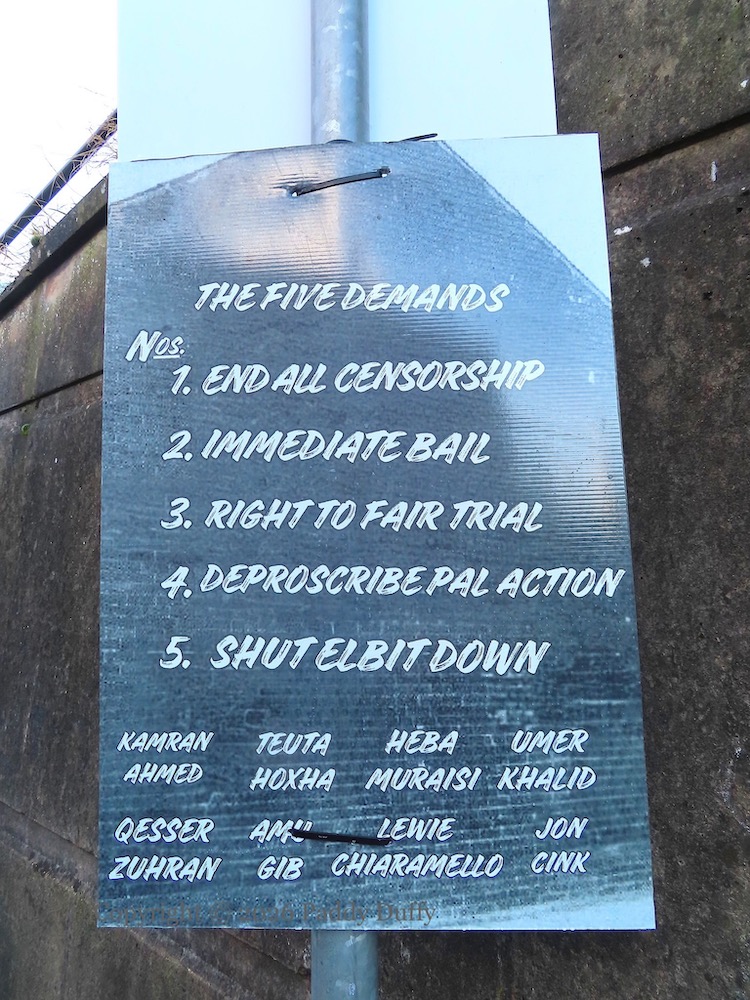 THE FIVE DEMANDS
Nos.
1. END ALL CENSORSHIP
2. IMMEDIATE BAIL
3. RIGHT TO FAIR TRIAL
4. DEPROSCRIBE PAL ACTION
5. SHUT ELBIT DOWN
KAMRAN TEUTA HEBA UMER
AHMED HOXHA MURAISI KHALID
QESSER LEWIE JON
ZUHRAN GIB CHIARAMELLO CINK
Paddy Duffy